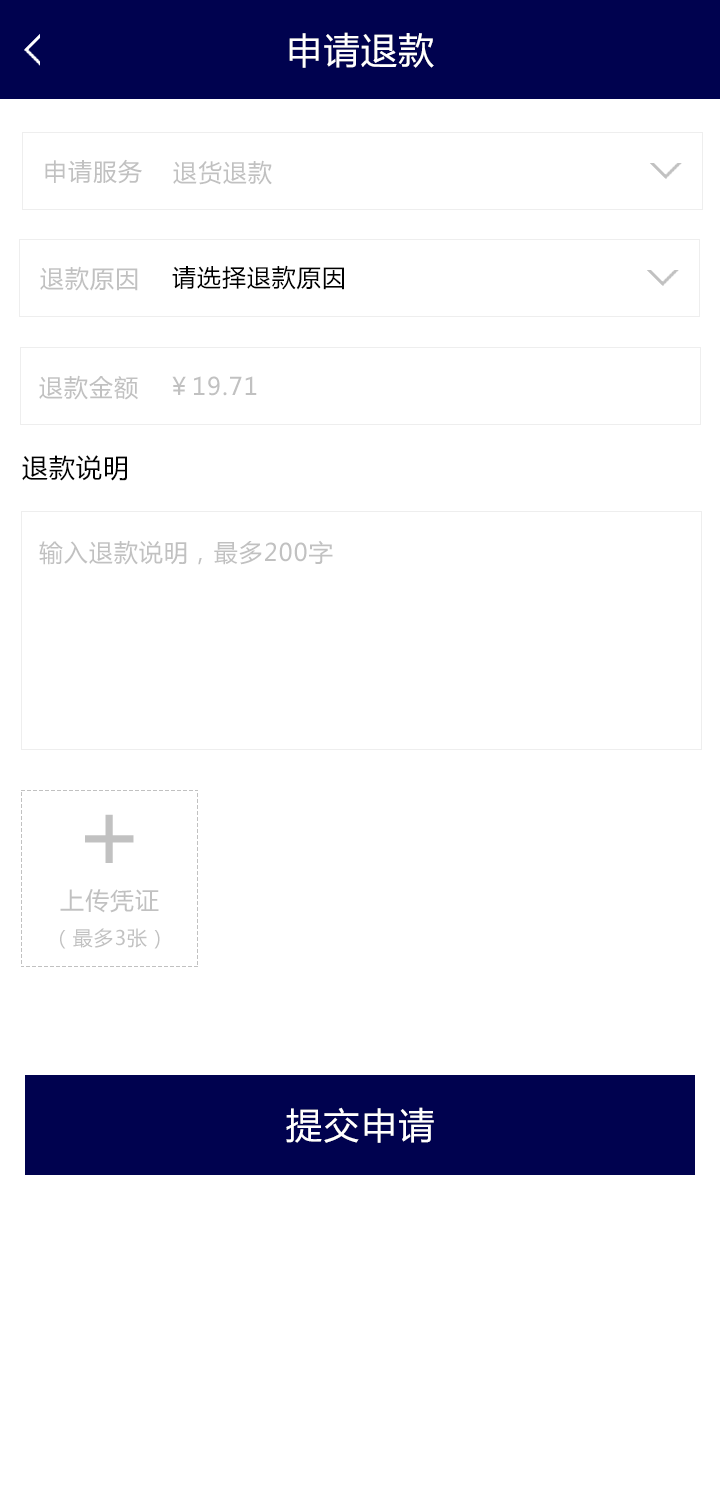 申请退款
申请服务 退货退款
退款原因 请选择退款原因
退款金额 ¥ 19.71
退款说明
输入退款说明，最多200字
上传凭证
（最多3张）
提交申请